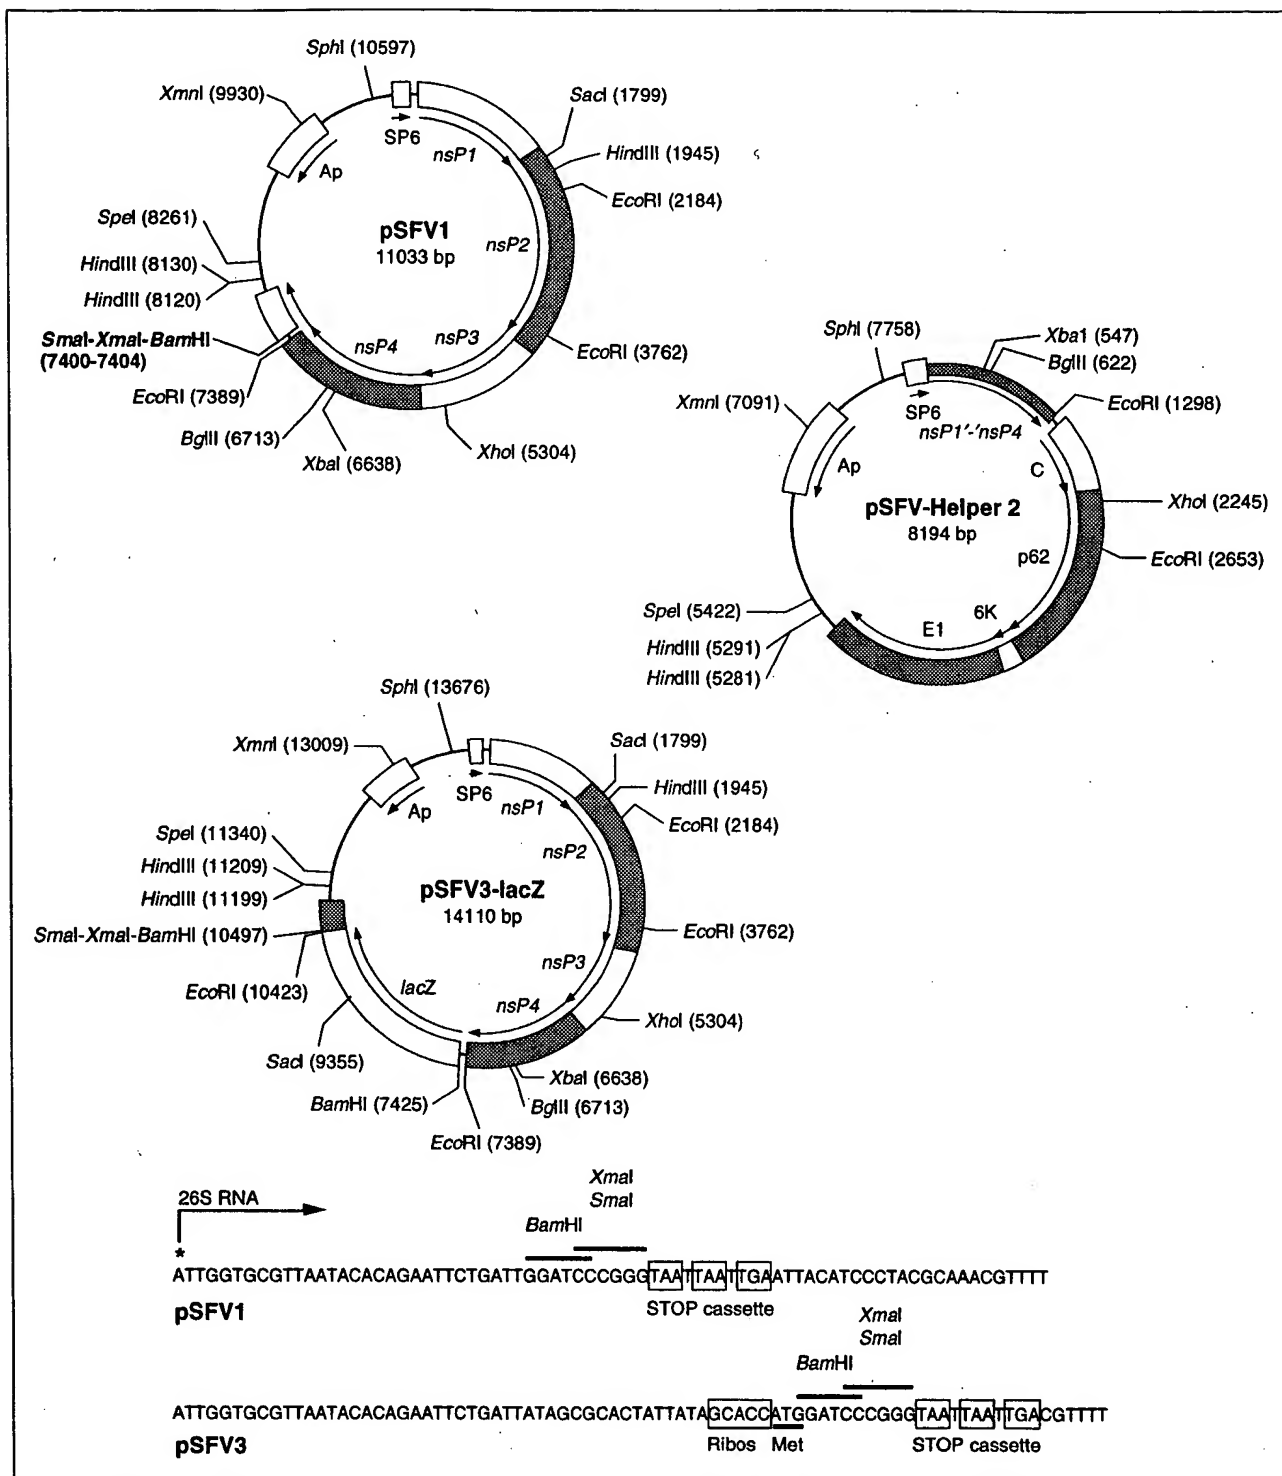 SphI (10597)
XmnI (9930)
SacI (1799)
HindIII (1945)
EcoRI (2184)
SP6
nsP1
Ap
SpeI (8261)
HindIII (8130)
HindIII (8120)
pSFV1
11033 bp
nsP2
SmaI-XmaI-BamHI
(7400-7404)
nsP4
nsP3
EcoRI (3762)
EcoRI (7389)
BglII (6713)
XbaI (6638)
XhoI (5304)
SphI (7758)
Xba1 (547)
BglII (622)
XmnI (7091)
EcoRI (1298)
SP6
nsP1'-'nsP4
Ap
C
pSFV-Helper 2
8194 bp
XhoI (2245)
p62
EcoRI (2653)
SpeI (5422)
6K
E1
HindIII (5291)
HindIII (5281)
SphI (13676)
XmnI (13009)
SacI (1799)
HindIII (1945)
EcoRI (2184)
SP6
nsP1
Ap
SpeI (11340)
HindIII (11209)
HindIII (11199)
nsP2
pSFV3-lacZ
14110 bp
SmaI-XmaI-BamHI (10497)
EcoRI (3762)
EcoRI (10423)
lacZ
nsP3
nsP4
XhoI (5304)
SacI (9355)
XbaI (6638)
BamHI (7425)
BglII (6713)
EcoRI (7389)
26S RNA
XmaI
SmaI
BamHI
*
ATTGGTGCGTTAATACACAGAATTCTGATTGGATCCCGGGTAATTAATTGAATTACATCCCTACGCAAACGTTTT
pSFV1
STOP cassette
XmaI
SmaI
BamHI
ATTGGTGCGTTAATACACAGAATTCTGATTATAGCGCACTATTATAGCACCATGGATCCCGGGTAATTAATTGACGTTTT
pSFV3
Ribos Met
STOP cassette